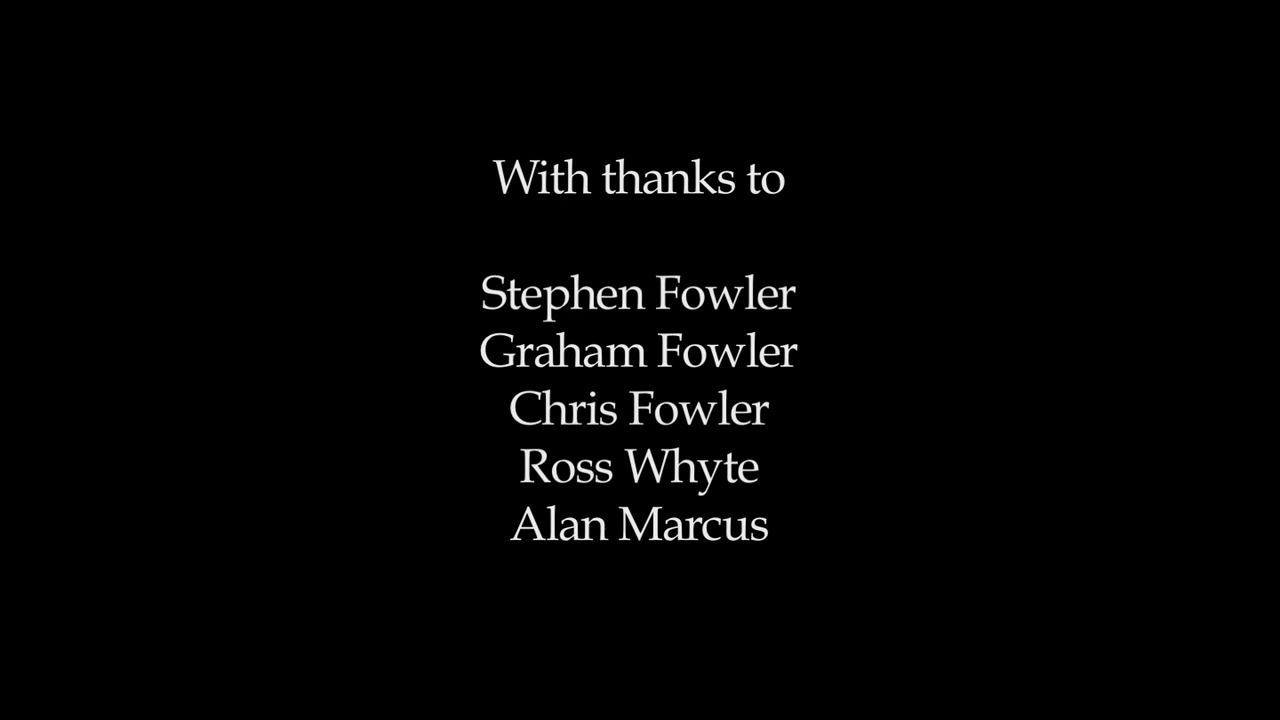 With thanks to
Stephen Fowler
Graham Fowler
Chris Fowler
Ross Whyte
Alan Marcus